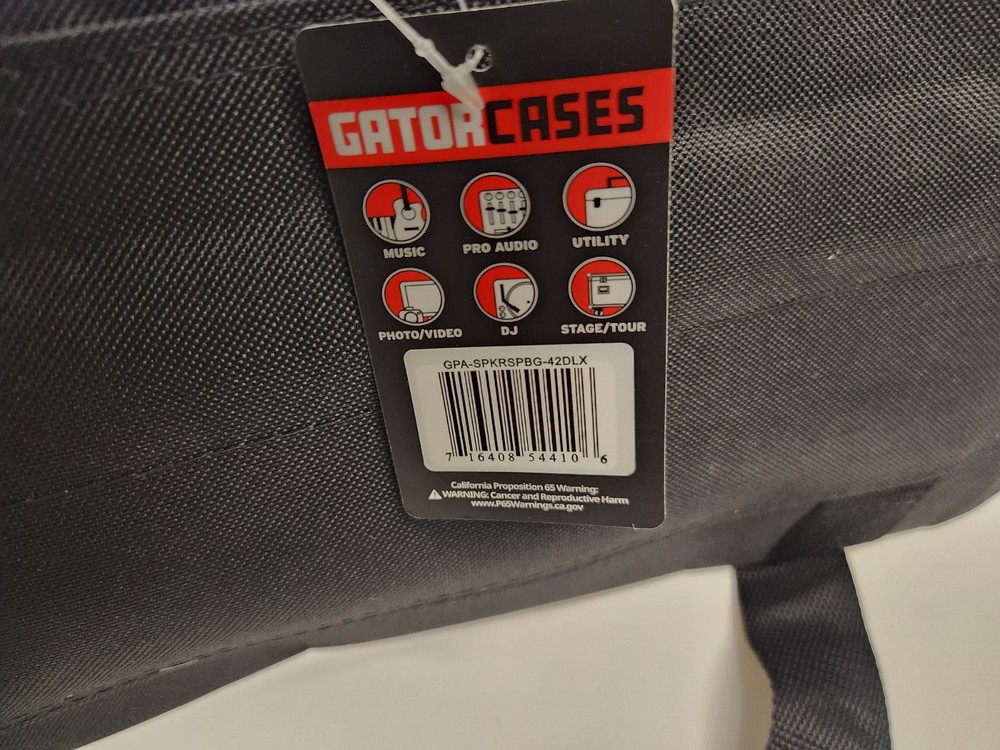 GATORCASES
MUSIC PRO AUDIO UTILITY
PHOTO/VIDEO DJ STAGE/TOUR
GPA-SPKRSPBG-42DLX
7 16408 54410 6
California Proposition 65 Warning:
WARNING: Cancer and Reproductive Harm
www.P65Warnings.ca.gov